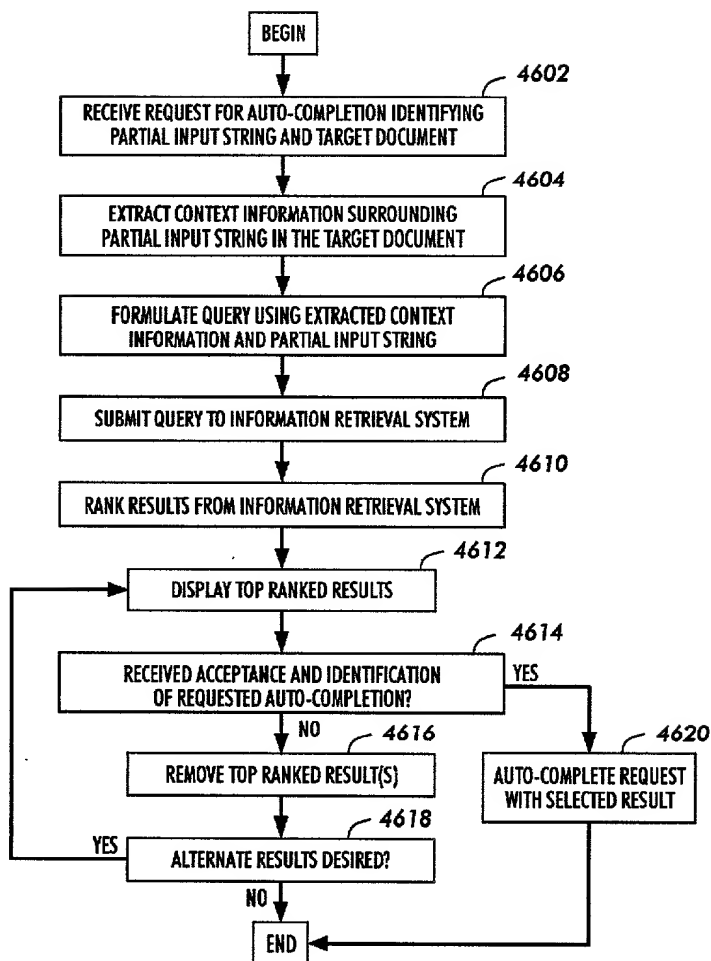 BEGIN
4602
RECEIVE REQUEST FOR AUTO-COMPLETION IDENTIFYING
PARTIAL INPUT STRING AND TARGET DOCUMENT
4604
EXTRACT CONTEXT INFORMATION SURROUNDING
PARTIAL INPUT STRING IN THE TARGET DOCUMENT
4606
FORMULATE QUERY USING EXTRACTED CONTEXT
INFORMATION AND PARTIAL INPUT STRING
4608
SUBMIT QUERY TO INFORMATION RETRIEVAL SYSTEM
4610
RANK RESULTS FROM INFORMATION RETRIEVAL SYSTEM
4612
DISPLAY TOP RANKED RESULTS
4614
RECEIVED ACCEPTANCE AND IDENTIFICATION
OF REQUESTED AUTO-COMPLETION?
YES
NO
4616
REMOVE TOP RANKED RESULT(S)
4620
AUTO-COMPLETE REQUEST
WITH SELECTED RESULT
4618
YES
ALTERNATE RESULTS DESIRED?
NO
END